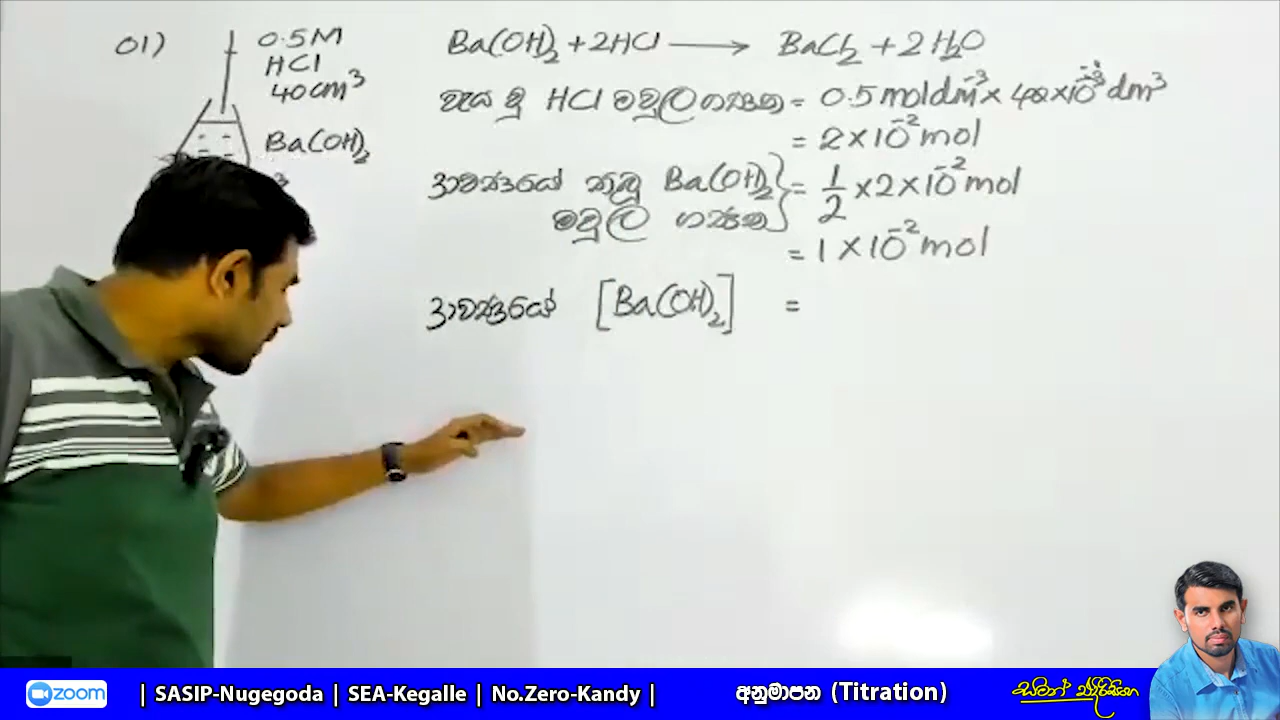 01)
0.5M
HCl
40cm³
Ba(OH)₂
3
Ba(OH)₂ + 2HCl ⟶ BaCl₂ + 2H₂O
වැය වූ HCl මවුල ගණන = 0.5 mol dm⁻³ × 40 × 10⁻³ dm³
= 2 × 10⁻² mol
ද්‍රාවණයේ තුබූ Ba(OH)₂ } = 1/2 × 2 × 10⁻² mol
මවුල ගණන
= 1 × 10⁻² mol
ද්‍රාවණයේ [Ba(OH)₂] =
zoom
| SASIP-Nugegoda | SEA-Kegalle | No.Zero-Kandy |
අනුමාපන (Titration)